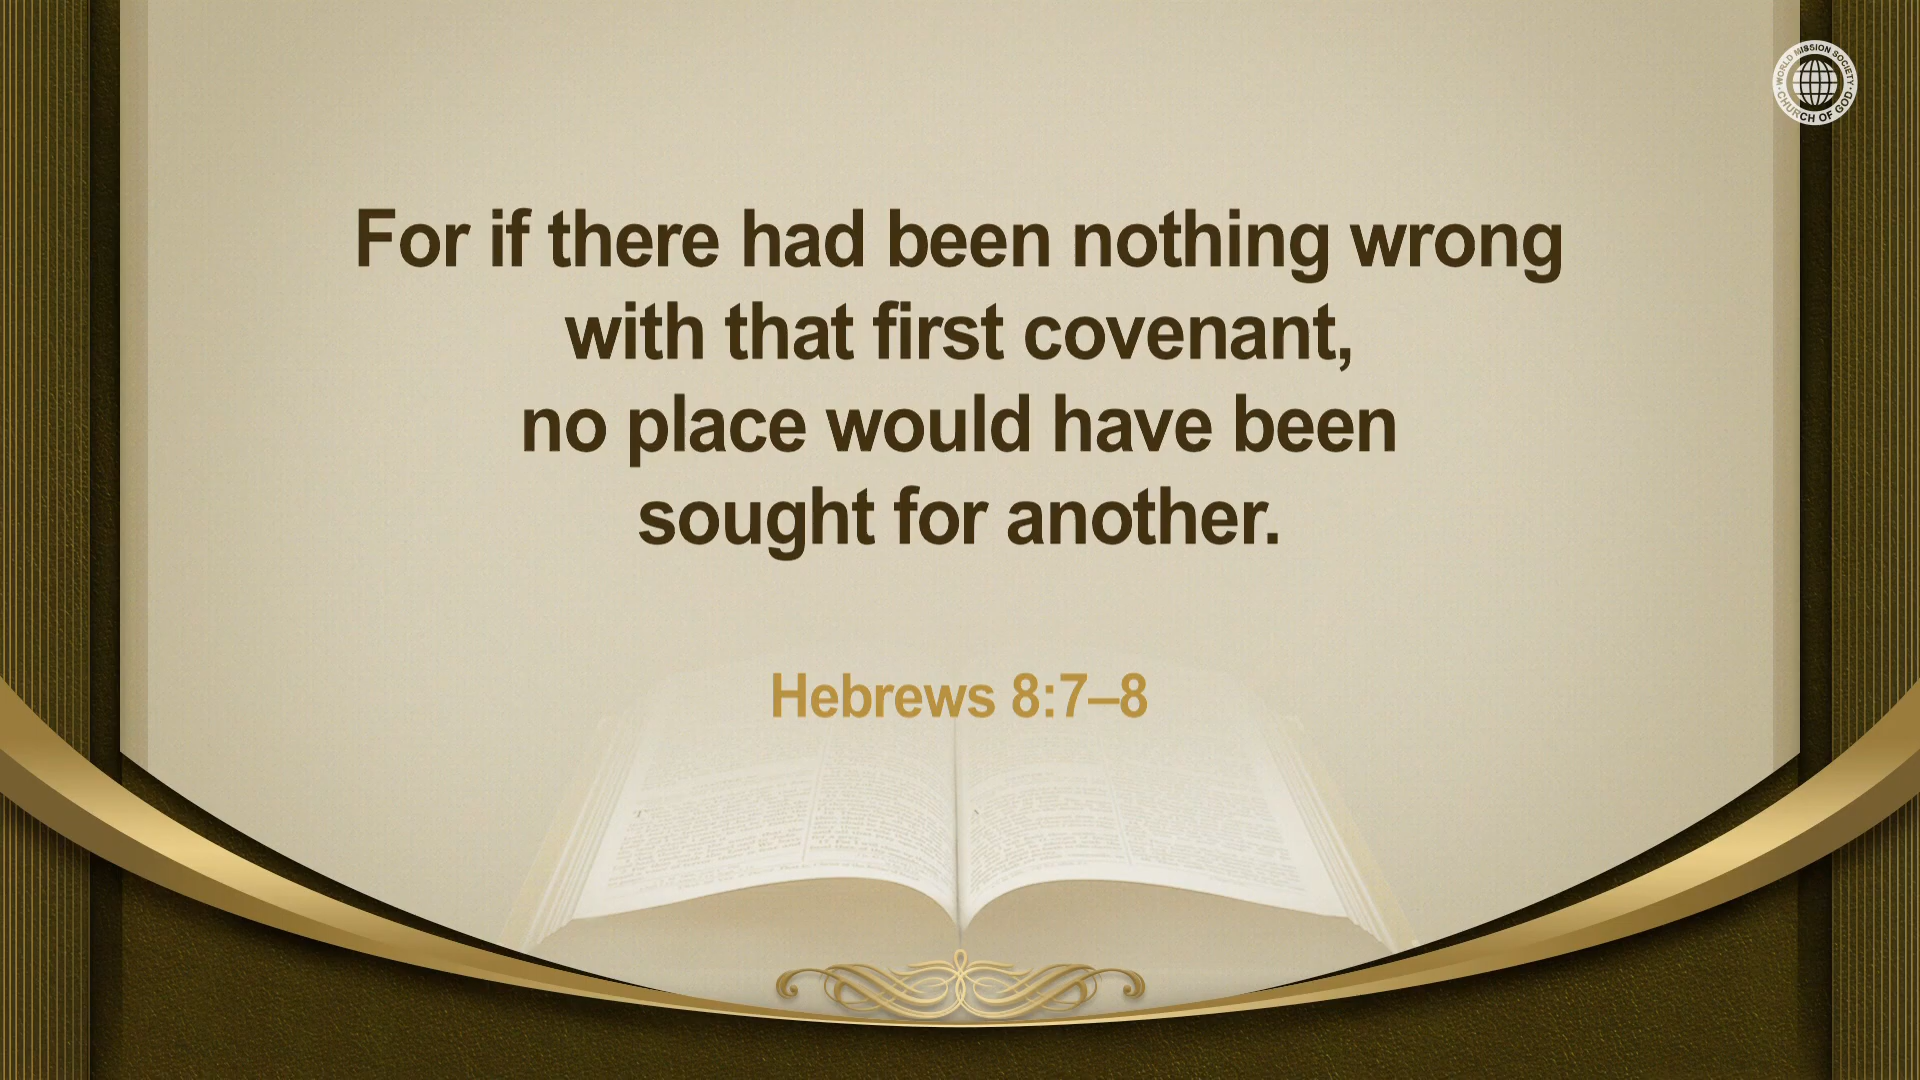 WORLD MISSION SOCIETY
CHURCH OF GOD
For if there had been nothing wrong
with that first covenant,
no place would have been
sought for another.
Hebrews 8:7–8